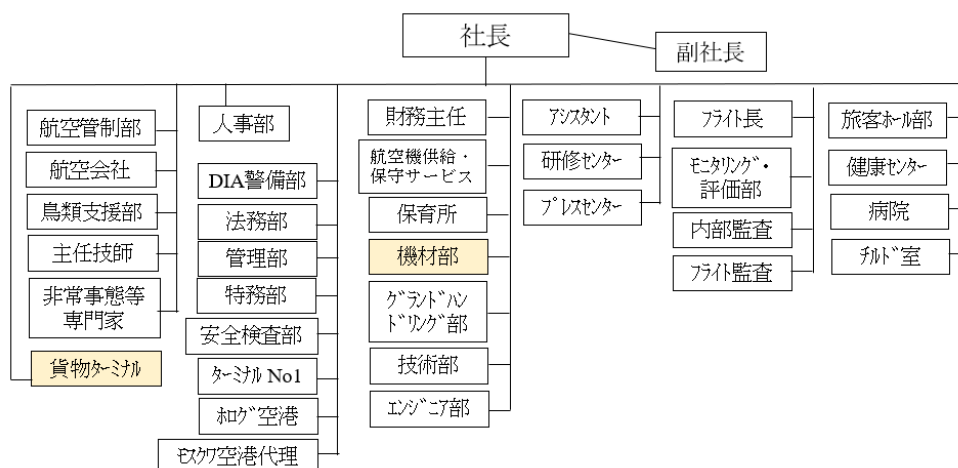 社長
副社長
航空管制部
航空会社
鳥類支援部
主任技師
非常事態等
専門家
貨物ﾀｰﾐﾅﾙ
人事部
DIA警備部
法務部
管理部
特務部
安全検査部
ﾀｰﾐﾅﾙ No1
ﾎﾛｸﾞ空港
ﾓｽｸﾜ空港代理
財務主任
航空機供給・
保守サービス
保育所
機材部
ｸﾞﾗﾝﾄﾞﾊﾝ
ﾄﾞﾘﾝｸﾞ部
技術部
ｴﾝｼﾞﾆｱ部
ｱｼｽﾀﾝﾄ
研修ｾﾝﾀｰ
ﾌﾟﾚｽｾﾝﾀｰ
ﾌﾗｲﾄ長
ﾓﾆﾀﾘﾝｸﾞ・
評価部
内部監査
ﾌﾗｲﾄ監査
旅客ﾎｰﾙ部
健康ｾﾝﾀｰ
病院
ﾁﾙﾄﾞ室